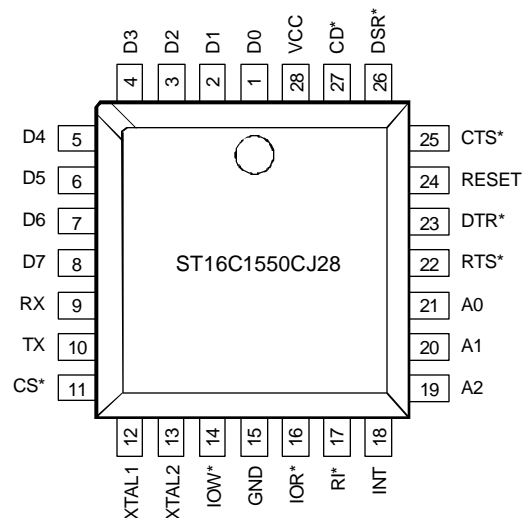 D3 D2 D1 D0 VCC CD* DSR*
4 3 2 1 28 27 26
D4 5 25 CTS*
D5 6 24 RESET
D6 7 23 DTR*
D7 8 22 RTS*
ST16C1550CJ28
RX 9 21 A0
TX 10 20 A1
CS* 11 19 A2
12 13 14 15 16 17 18
XTAL1 XTAL2 IOW* GND IOR* RI* INT